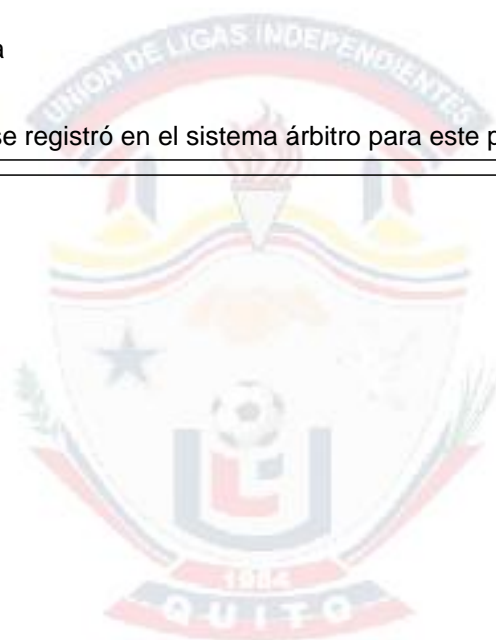 a
UNION DE LIGAS INDEPENDIENTES
se registró en el sistema árbitro para este p
1984
QUITO